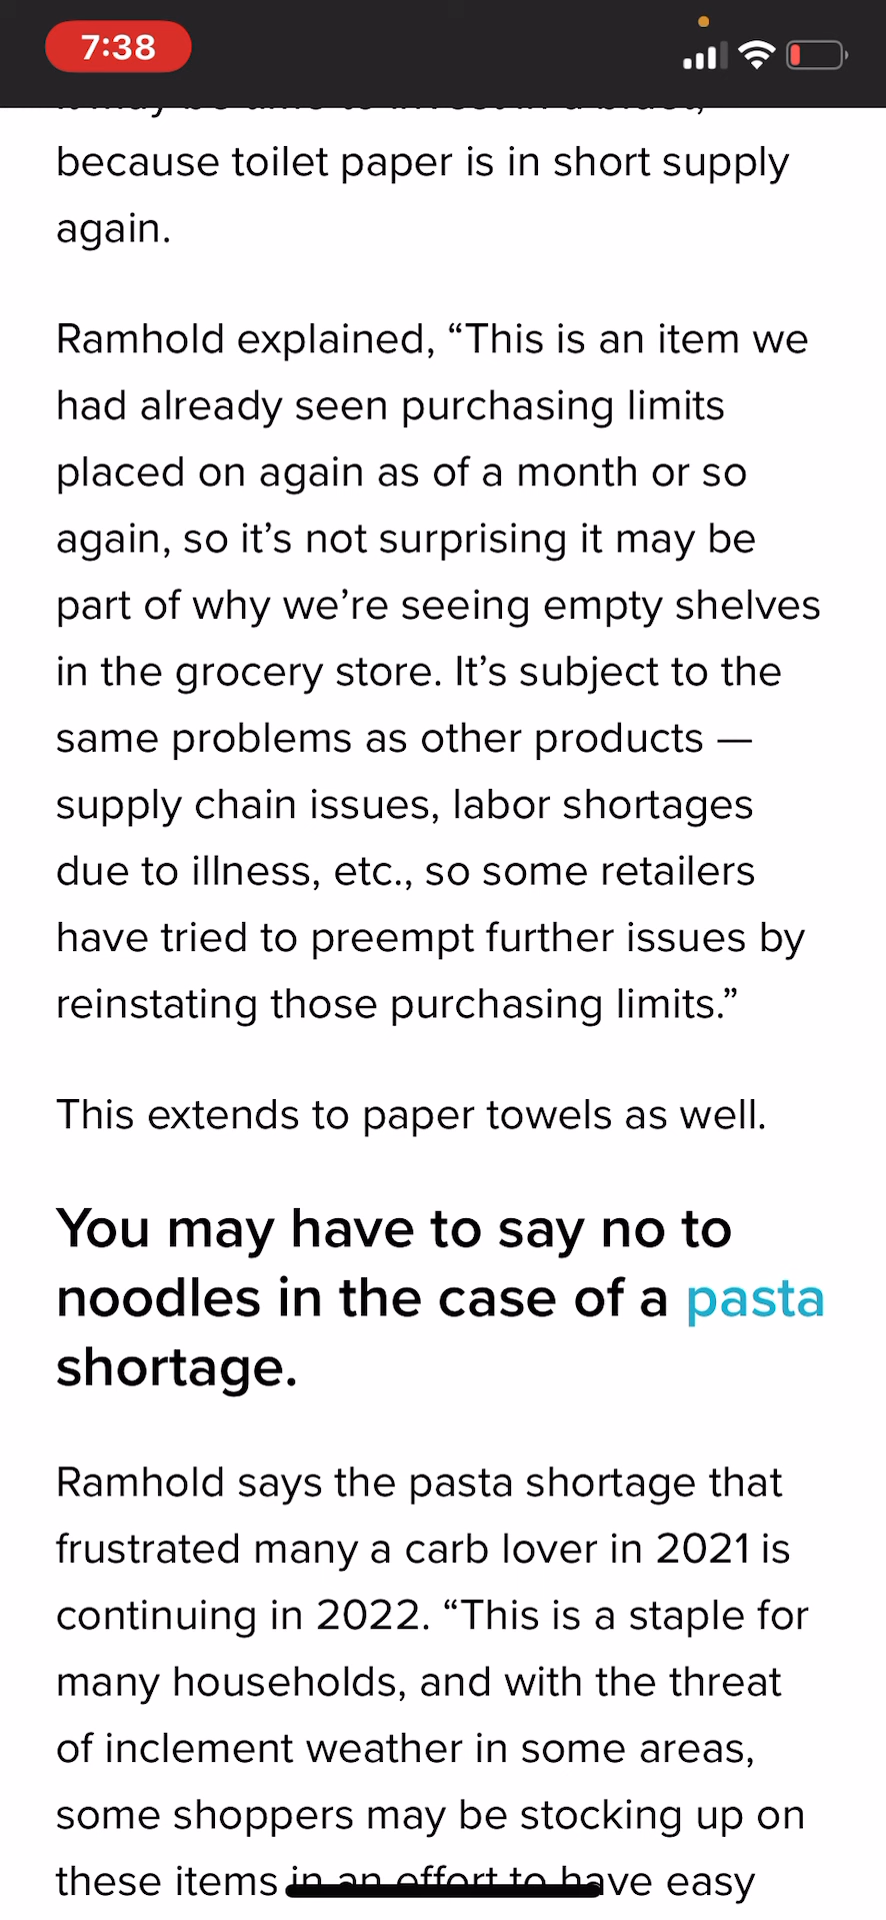 7:38
because toilet paper is in short supply
again.
Ramhold explained, “This is an item we
had already seen purchasing limits
placed on again as of a month or so
again, so it’s not surprising it may be
part of why we’re seeing empty shelves
in the grocery store. It’s subject to the
same problems as other products —
supply chain issues, labor shortages
due to illness, etc., so some retailers
have tried to preempt further issues by
reinstating those purchasing limits.”
This extends to paper towels as well.
You may have to say no to
noodles in the case of a pasta
shortage.
Ramhold says the pasta shortage that
frustrated many a carb lover in 2021 is
continuing in 2022. “This is a staple for
many households, and with the threat
of inclement weather in some areas,
some shoppers may be stocking up on
these items in an effort to have easy